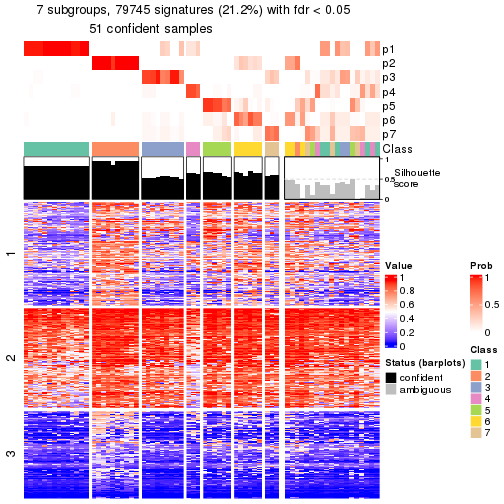 7 subgroups, 79745 signatures (21.2%) with fdr < 0.05
51 confident samples
p1
p2
p3
p4
p5
p6
p7
Class
1
0.5
0
Silhouette
score
1
2
3
Value
1
0.8
0.6
0.4
0.2
0
Status (barplots)
confident
ambiguous
Prob
1
0.5
0
Class
1
2
3
4
5
6
7